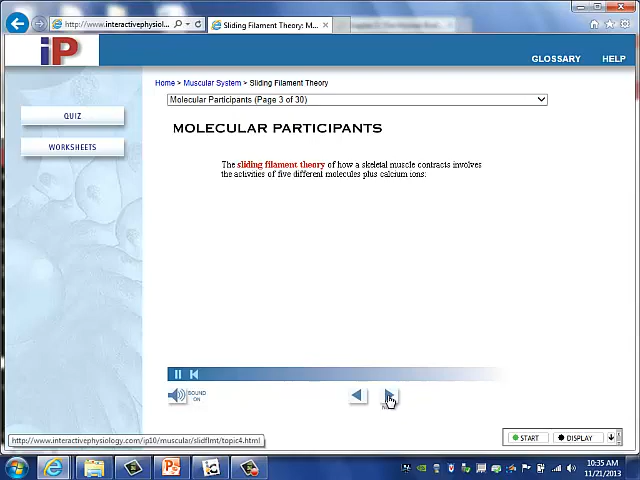 http://www.interactivephysiol...
Sliding Filament Theory: M...
iP
GLOSSARY HELP
Home > Muscular System > Sliding Filament Theory
Molecular Participants (Page 3 of 30)
QUIZ
WORKSHEETS
MOLECULAR PARTICIPANTS
The sliding filament theory of how a skeletal muscle contracts involves
the activities of five different molecules plus calcium ions:
SOUND
ON
http://www.interactivephysiology.com/ip10/muscular/slidflmt/topic4.html
START DISPLAY
10:35 AM
11/21/2013